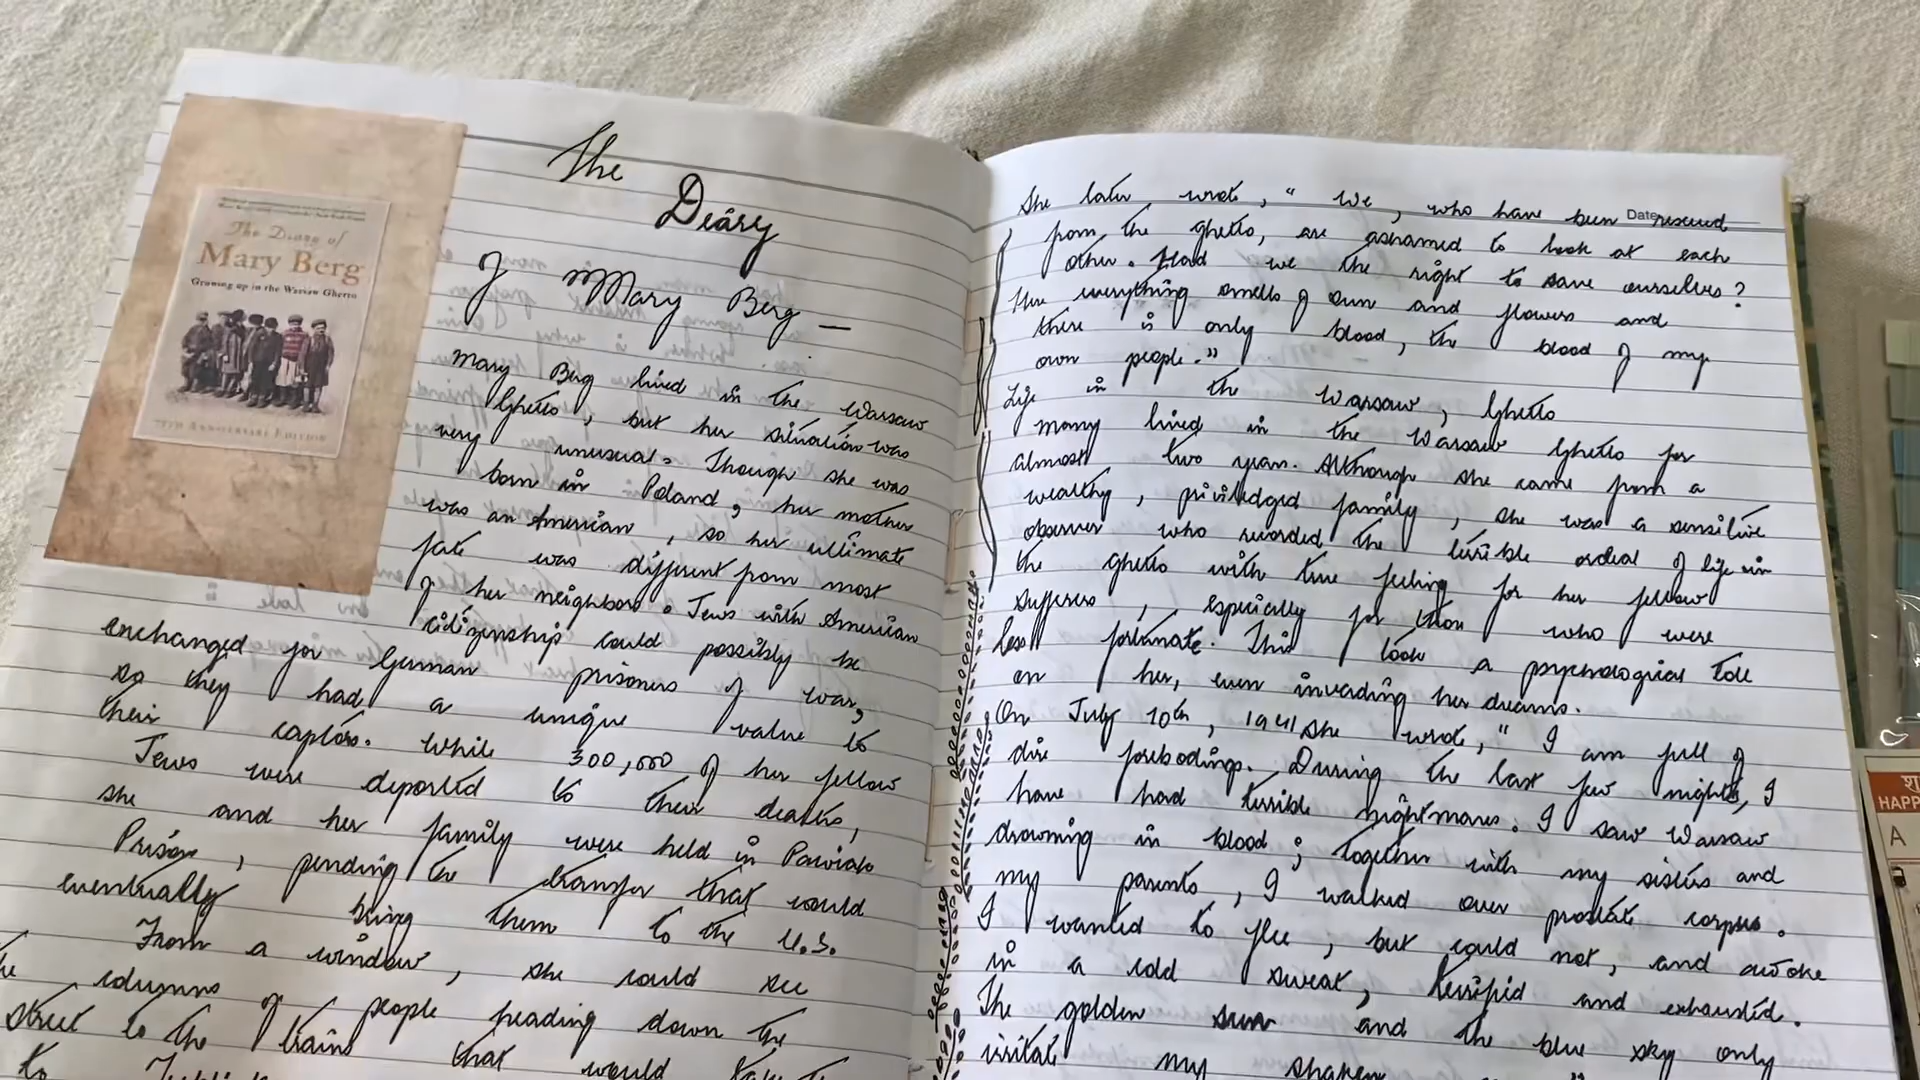 The Diary of
Mary Berg
Growing up in the Warsaw Ghetto
75TH ANNIVERSARY EDITION
The
Diary
of Mary Berg —
Mary Berg lived in the Warsaw
Ghetto, but her situation was
very unusual. Though she was
born in Poland, her mother
was an American, so her ultimate
fate was different from most
of her neighbors. Jews with American
citizenship could possibly be
exchanged for German prisoners of war,
so they had a unique value to
their captors. While 300,000 of her fellow
Jews were deported to their deaths,
she and her family were held in Pawiak
Prison, pending the transfer that would
eventually bring them to the U.S.
From a window, she could see
the columns of people heading down the
street to the trains that would take
to
Date
She later wrote, "We, who have been rescued
from the ghetto, are ashamed to look at each
other. Had we the right to save ourselves?
Here everything smells of sun and flowers and
there is only blood, the blood of my
own people."
Life in the Warsaw, Ghetto
Mary lived in the Warsaw Ghetto for
almost two years. Although she came from a
wealthy, priviledged family, she was a sensitive
observer who recorded the terrible ordeal of life in
the ghetto with true feeling for her fellow
sufferers, especially for those who were
less fortunate. This took a psychological toll
on her, even invading her dreams.
On July 10th, 1941 she wrote, "I am full of
dire forebodings. During the last few nights, I
have had terrible nightmares. I saw Warsaw
drowning in blood; together with my sisters and
my parents, I walked over prostate corpses.
I wanted to flee, but could not, and awoke
in a cold sweat, terrified and exhausted.
The golden sun and the blue sky only
irritate my shaken
HAPP
A